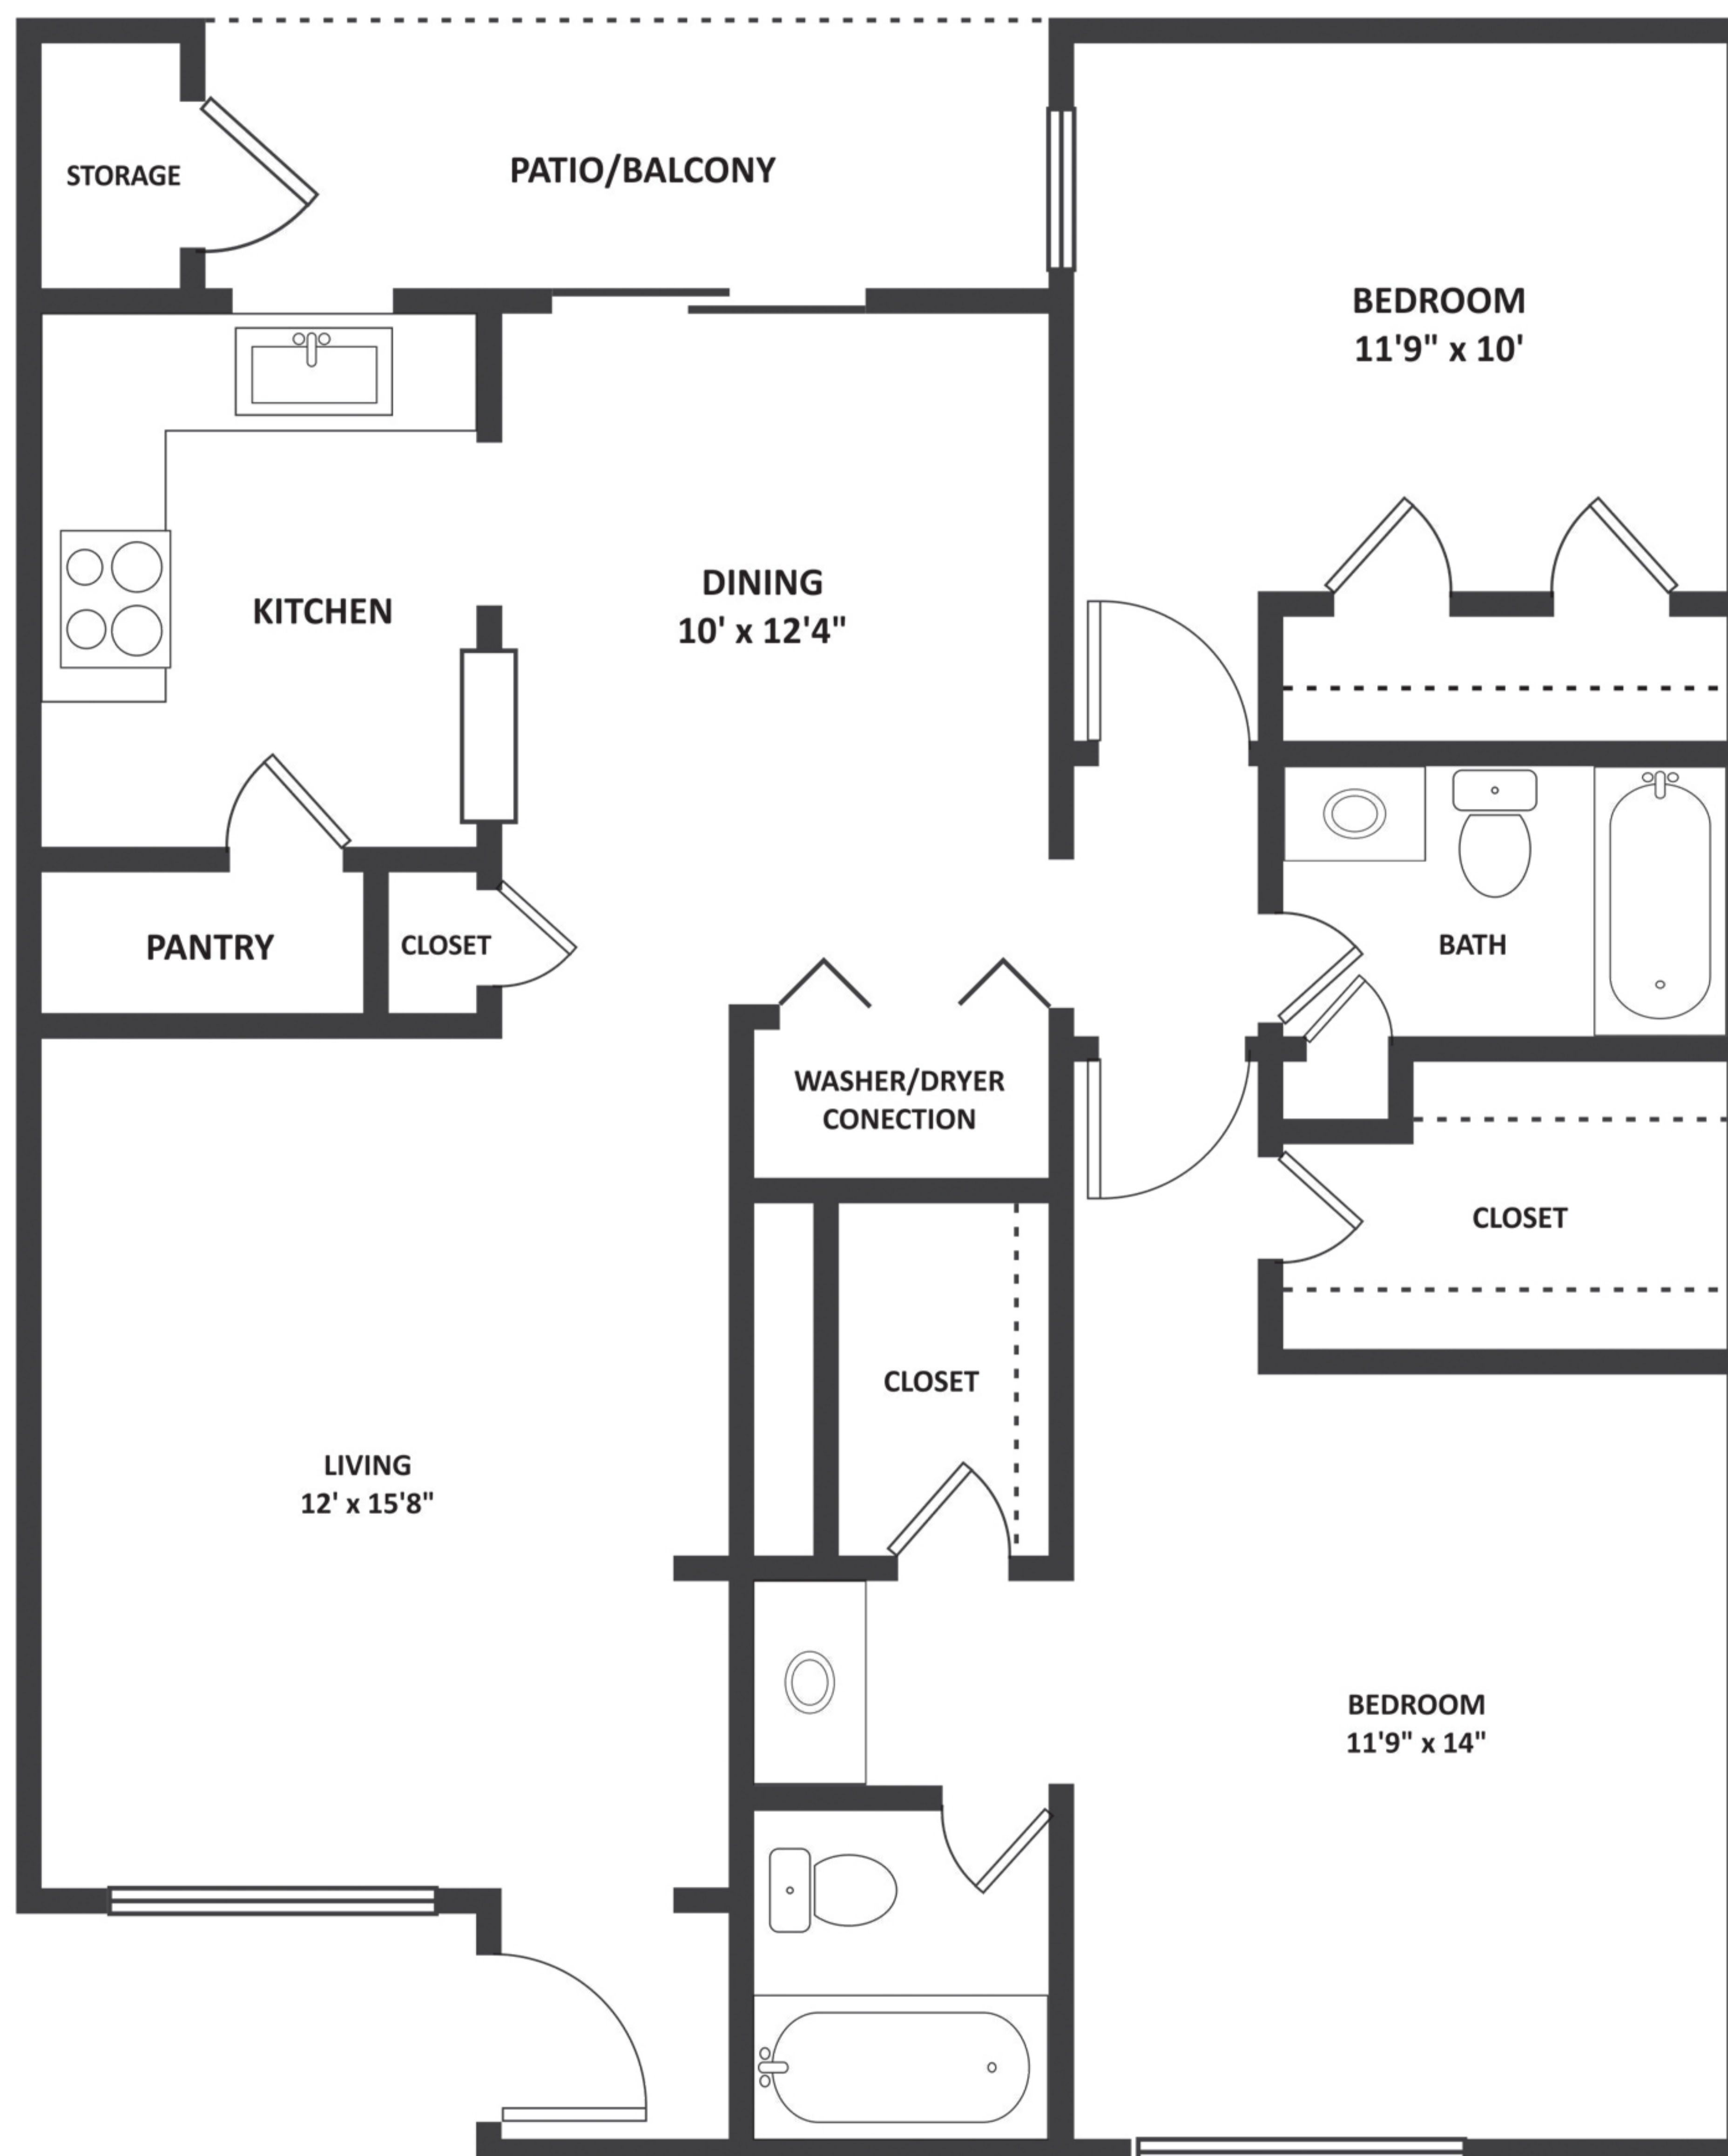 STORAGE
PATIO/BALCONY
BEDROOM
11'9" x 10'
KITCHEN
DINING
10' x 12'4"
PANTRY
CLOSET
BATH
WASHER/DRYER
CONECTION
CLOSET
CLOSET
LIVING
12' x 15'8"
BEDROOM
11'9" x 14"